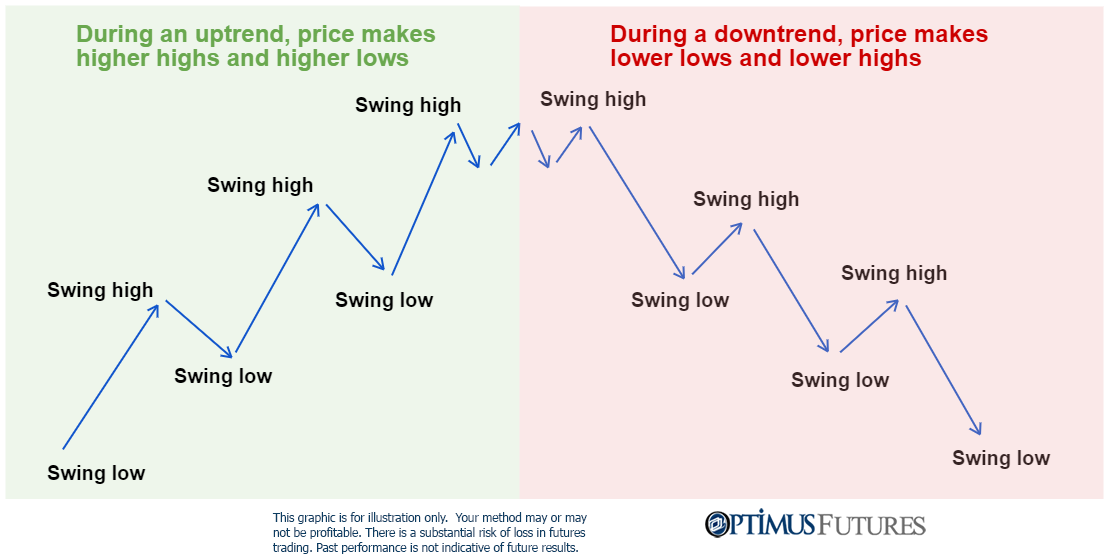 During an uptrend, price makes
higher highs and higher lows
During a downtrend, price makes
lower lows and lower highs
Swing high
Swing high
Swing high
Swing low
Swing low
Swing low
Swing high
Swing high
Swing high
Swing low
Swing low
Swing low
This graphic is for illustration only.  Your method may or may
not be profitable. There is a substantial risk of loss in futures
trading. Past performance is not indicative of future results.
OPTIMUS FUTURES